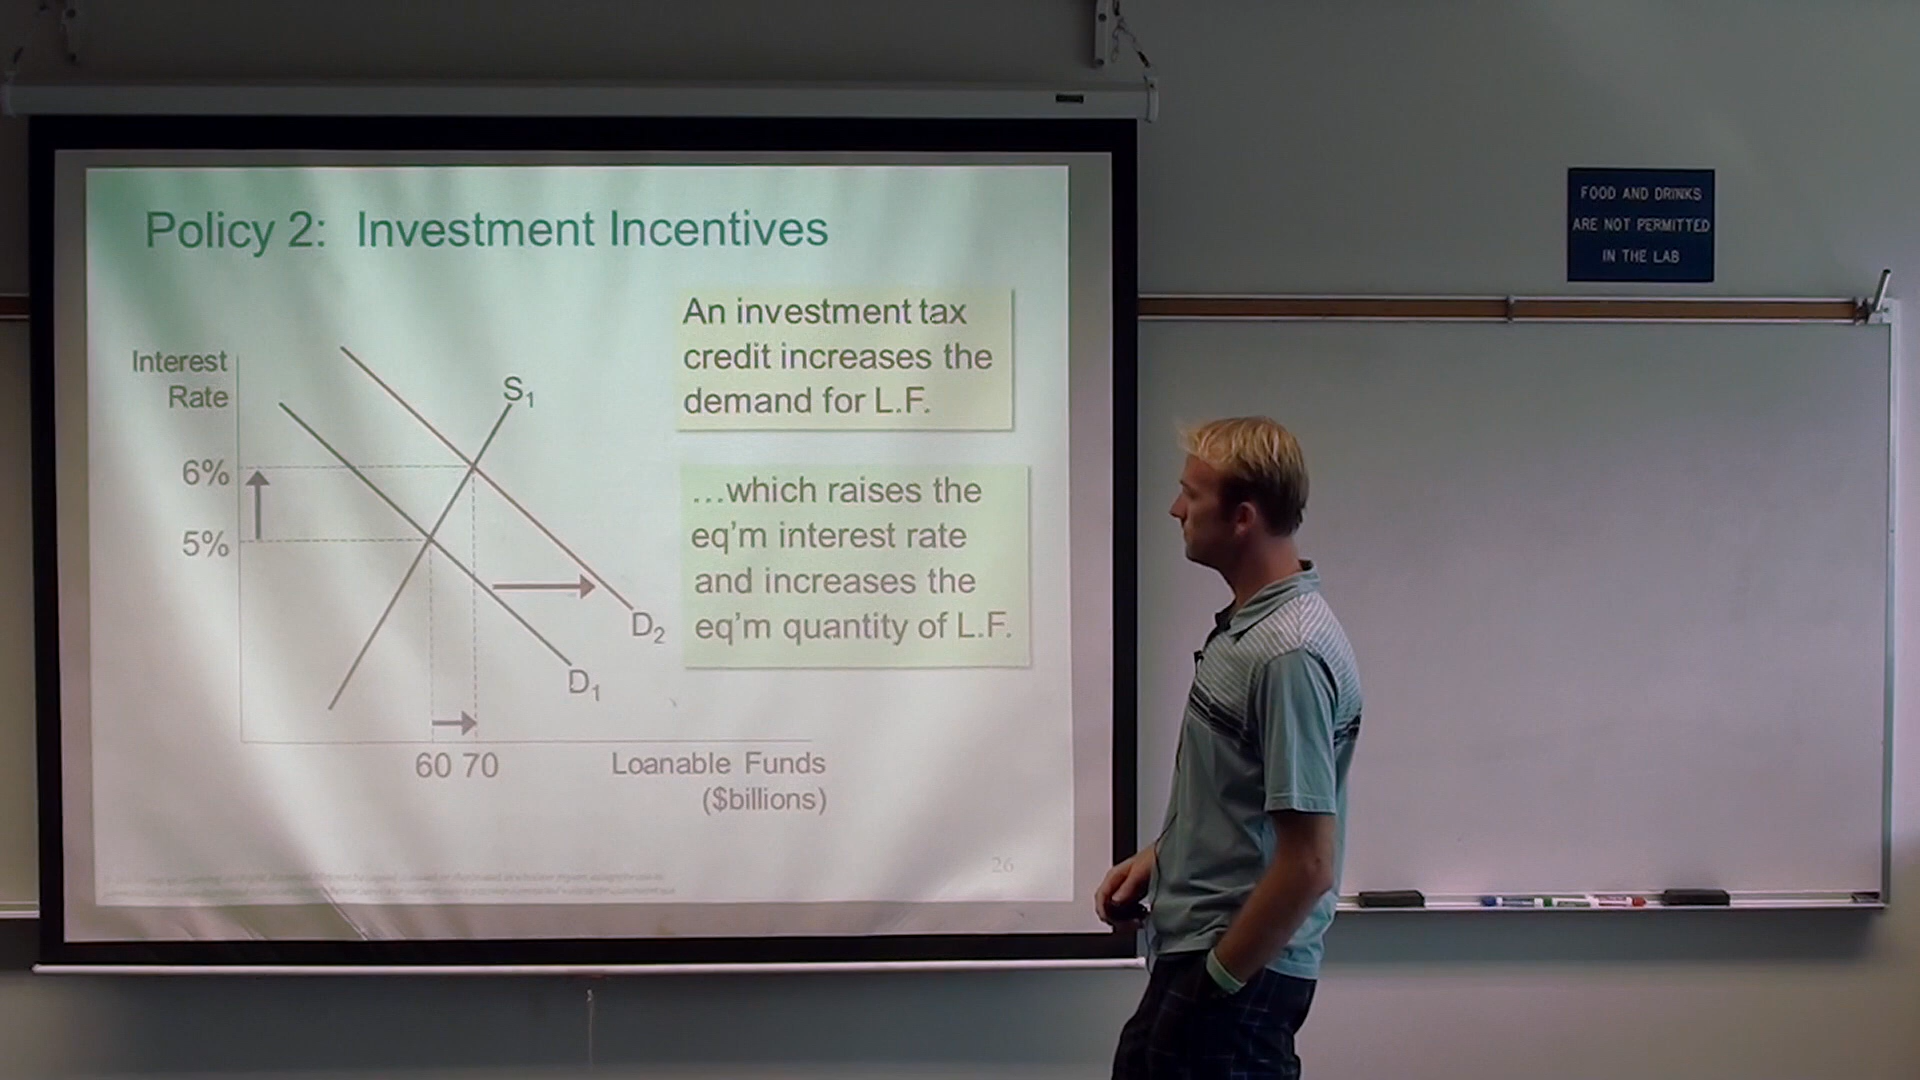 Policy 2: Investment Incentives
An investment tax
credit increases the
demand for L.F.
…which raises the
eq'm interest rate
and increases the
eq'm quantity of L.F.
Interest
Rate
S1
6%
5%
D2
D1
60 70
Loanable Funds
($billions)
26
FOOD AND DRINKS
ARE NOT PERMITTED
IN THE LAB